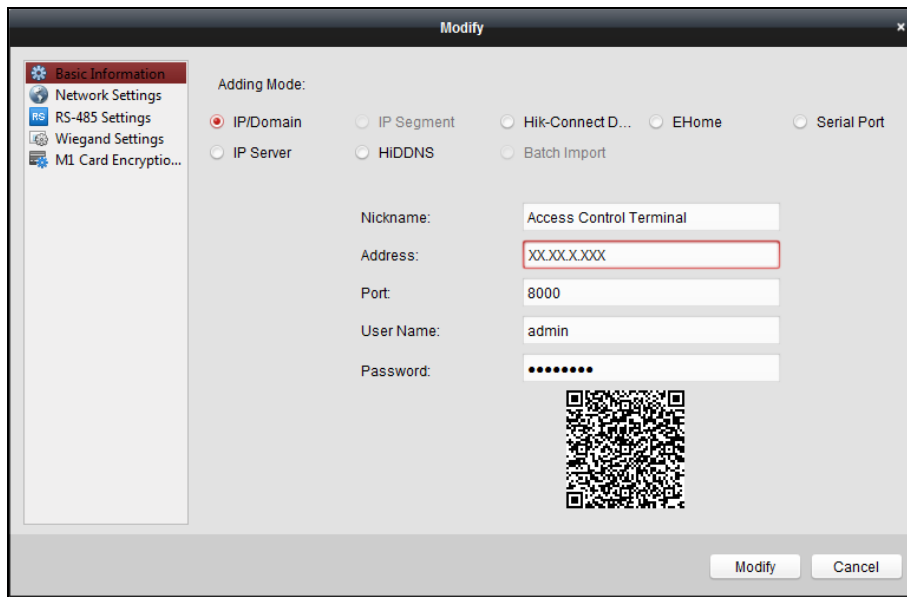 Modify
×
Basic Information
Network Settings
RS RS-485 Settings
Wiegand Settings
M1 Card Encryptio...
Adding Mode:
IP/Domain
IP Segment
Hik-Connect D...
EHome
Serial Port
IP Server
HiDDNS
Batch Import
Nickname: Access Control Terminal
Address: XX.XX.X.XXX
Port: 8000
User Name: admin
Password: ●●●●●●●●
Modify
Cancel